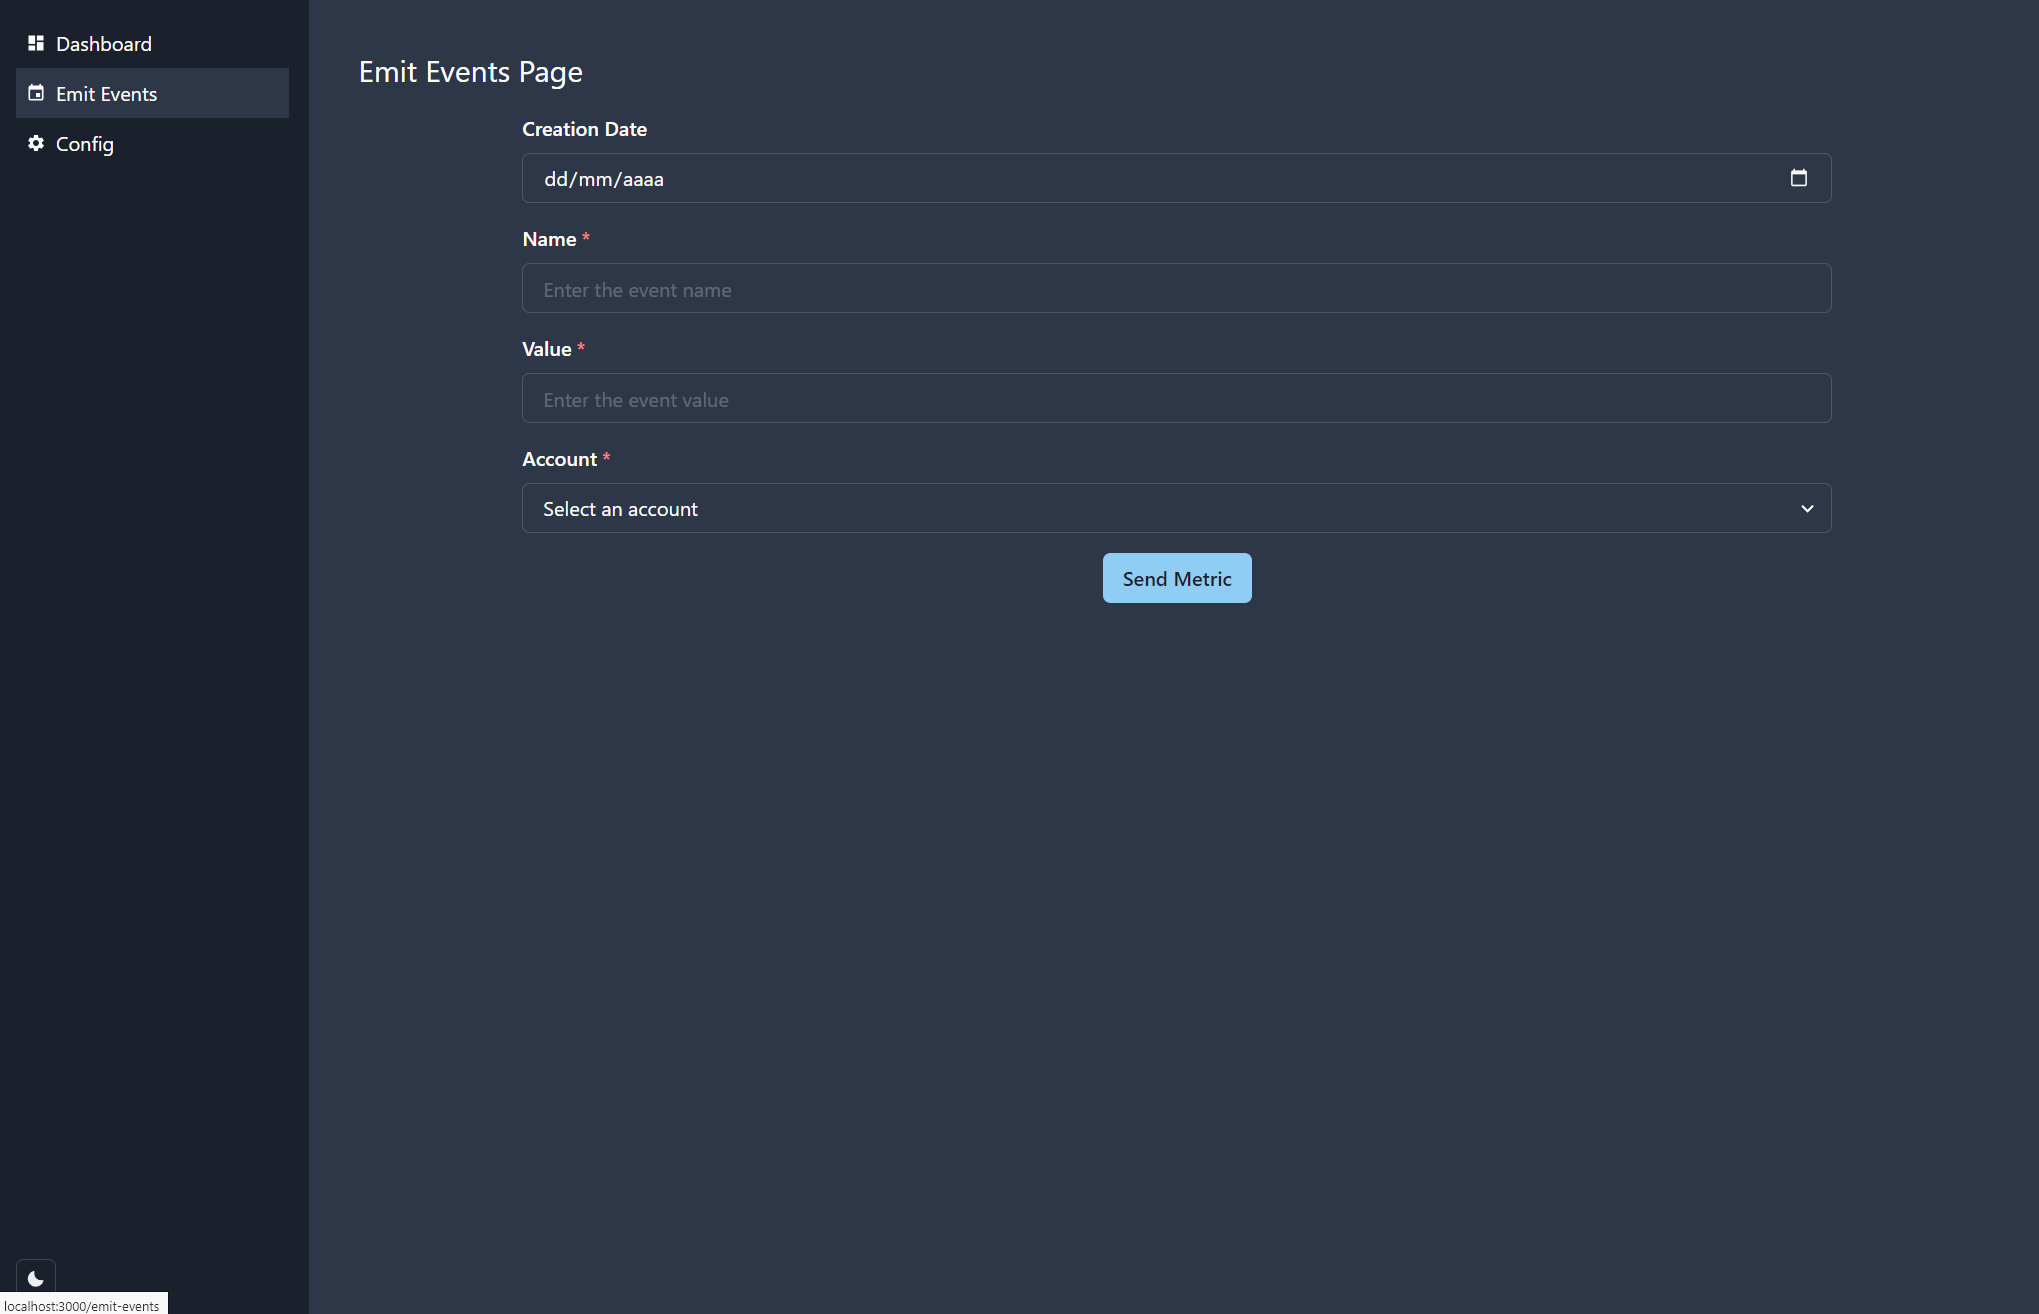 Dashboard
Emit Events
Config
Emit Events Page
Creation Date
dd/mm/aaaa
Name *
Enter the event name
Value *
Enter the event value
Account *
Select an account
Send Metric
localhost:3000/emit-events